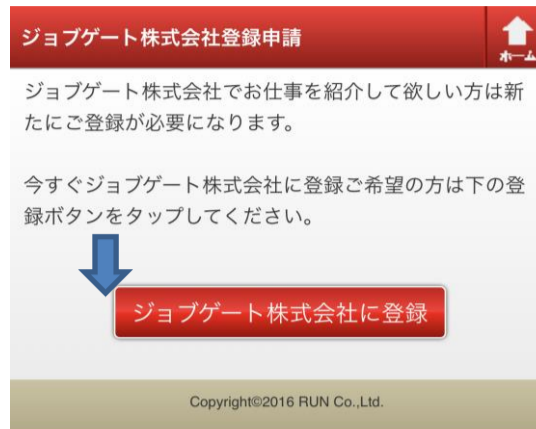 ジョブゲート株式会社登録申請
ホーム
ジョブゲート株式会社でお仕事を紹介して欲しい方は新
たにご登録が必要になります。
今すぐジョブゲート株式会社に登録ご希望の方は下の登
録ボタンをタップしてください。
ジョブゲート株式会社に登録
Copyright©2016 RUN Co.,Ltd.